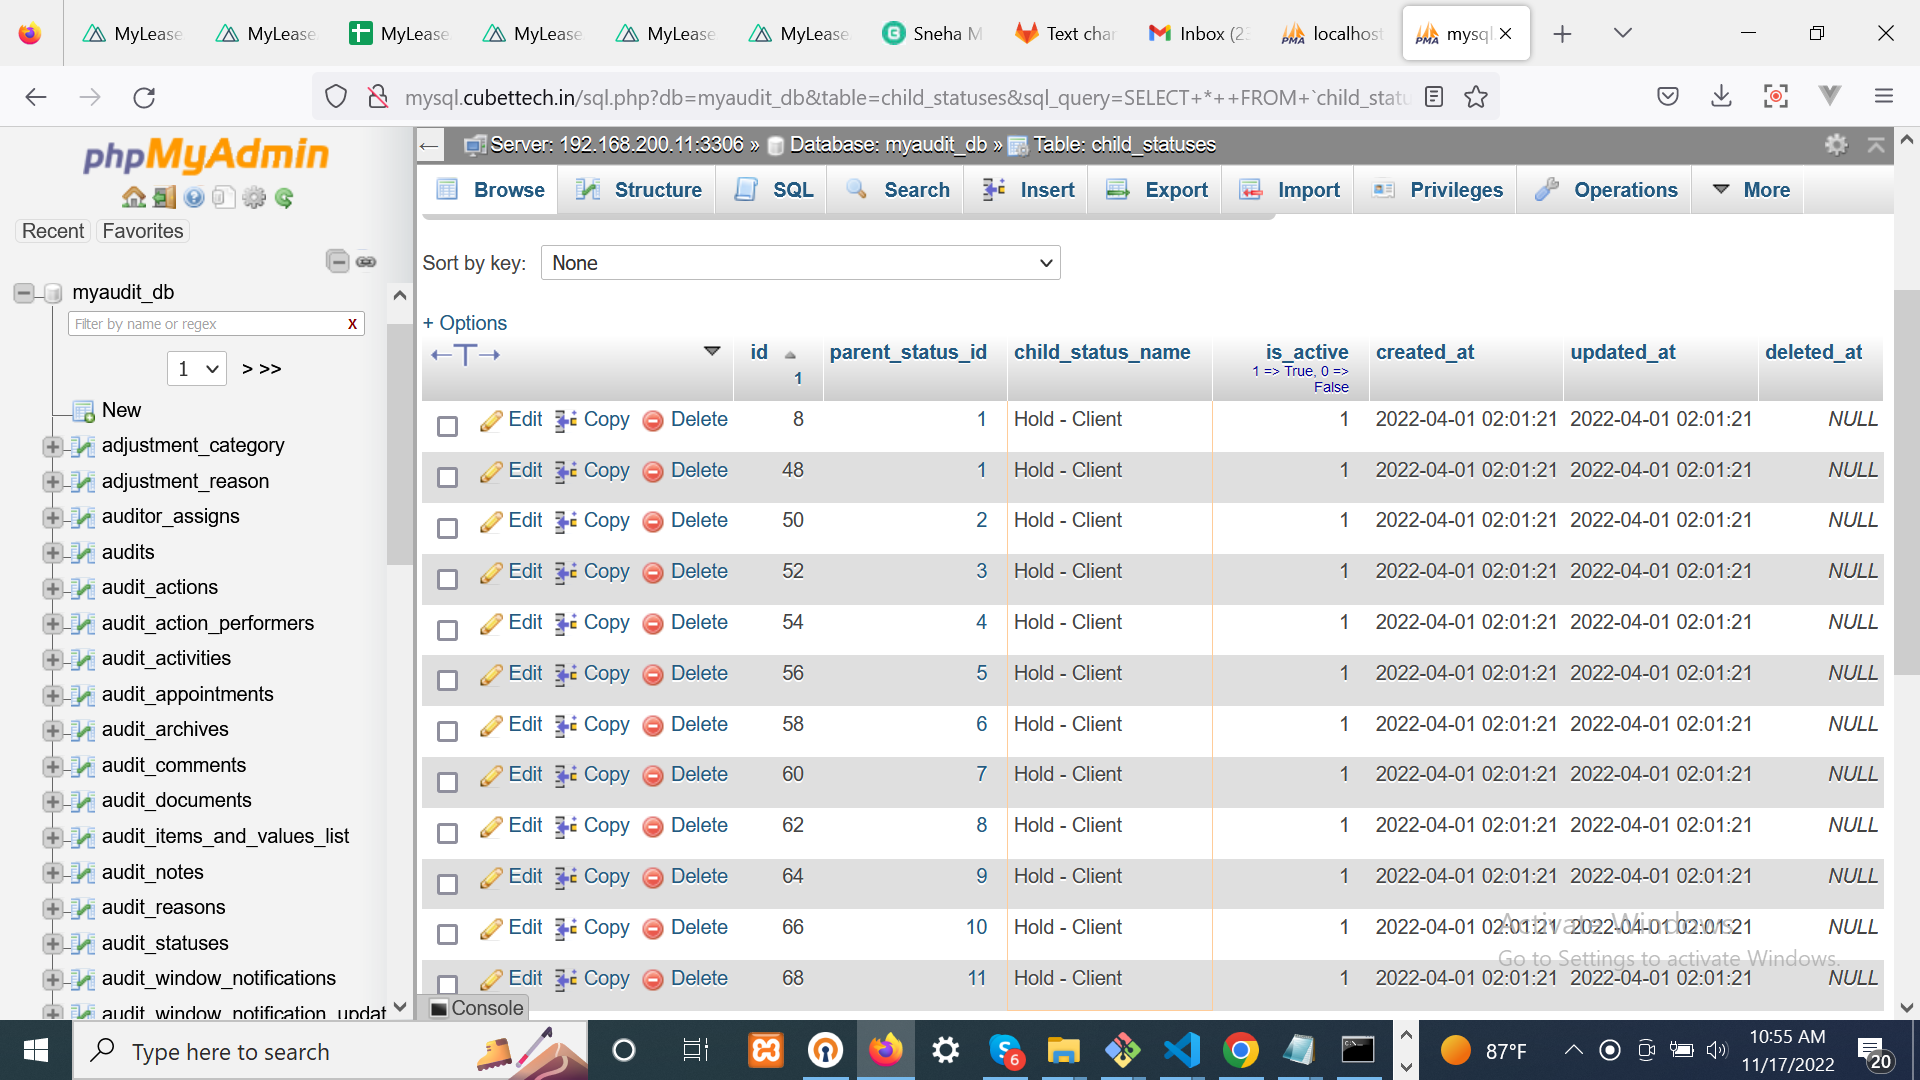 MyLease
MyLease
MyLease
MyLease
MyLease
MyLease
Sneha M
Text char
Inbox (23
localhost
mysql
mysql.cubettech.in/sql.php?db=myaudit_db&table=child_statuses&sql_query=SELECT+*++FROM+`child_statu
phpMyAdmin
Recent
Favorites
myaudit_db
Filter by name or regex
X
1
> >>
New
adjustment_category
adjustment_reason
auditor_assigns
audits
audit_actions
audit_action_performers
audit_activities
audit_appointments
audit_archives
audit_comments
audit_documents
audit_items_and_values_list
audit_notes
audit_reasons
audit_statuses
audit_window_notifications
audit_window_notification_updat
Server: 192.168.200.11:3306 » Database: myaudit_db » Table: child_statuses
Browse Structure SQL Search Insert Export Import Privileges Operations More
Sort by key: None
+ Options
←T→ id 1 parent_status_id child_status_name is_active created_at updated_at deleted_at
1 => True, 0 =>
False
Edit Copy Delete 8 1 Hold - Client 1 2022-04-01 02:01:21 2022-04-01 02:01:21 NULL
Edit Copy Delete 48 1 Hold - Client 1 2022-04-01 02:01:21 2022-04-01 02:01:21 NULL
Edit Copy Delete 50 2 Hold - Client 1 2022-04-01 02:01:21 2022-04-01 02:01:21 NULL
Edit Copy Delete 52 3 Hold - Client 1 2022-04-01 02:01:21 2022-04-01 02:01:21 NULL
Edit Copy Delete 54 4 Hold - Client 1 2022-04-01 02:01:21 2022-04-01 02:01:21 NULL
Edit Copy Delete 56 5 Hold - Client 1 2022-04-01 02:01:21 2022-04-01 02:01:21 NULL
Edit Copy Delete 58 6 Hold - Client 1 2022-04-01 02:01:21 2022-04-01 02:01:21 NULL
Edit Copy Delete 60 7 Hold - Client 1 2022-04-01 02:01:21 2022-04-01 02:01:21 NULL
Edit Copy Delete 62 8 Hold - Client 1 2022-04-01 02:01:21 2022-04-01 02:01:21 NULL
Edit Copy Delete 64 9 Hold - Client 1 2022-04-01 02:01:21 2022-04-01 02:01:21 NULL
Edit Copy Delete 66 10 Hold - Client 1 2022-04-01 02:01:21 2022-04-01 02:01:21 NULL
Edit Copy Delete 68 11 Hold - Client 1 2022-04-01 02:01:21 2022-04-01 02:01:21 NULL
Activate Windows
Go to Settings to activate Windows.
Console
Type here to search
6
87°F
10:55 AM
11/17/2022
20